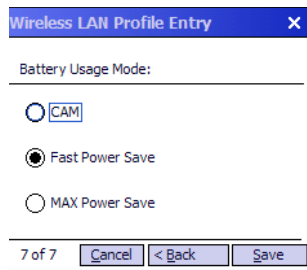 Wireless LAN Profile Entry X
Battery Usage Mode:
CAM
Fast Power Save
MAX Power Save
7 of 7 Cancel < Back Save